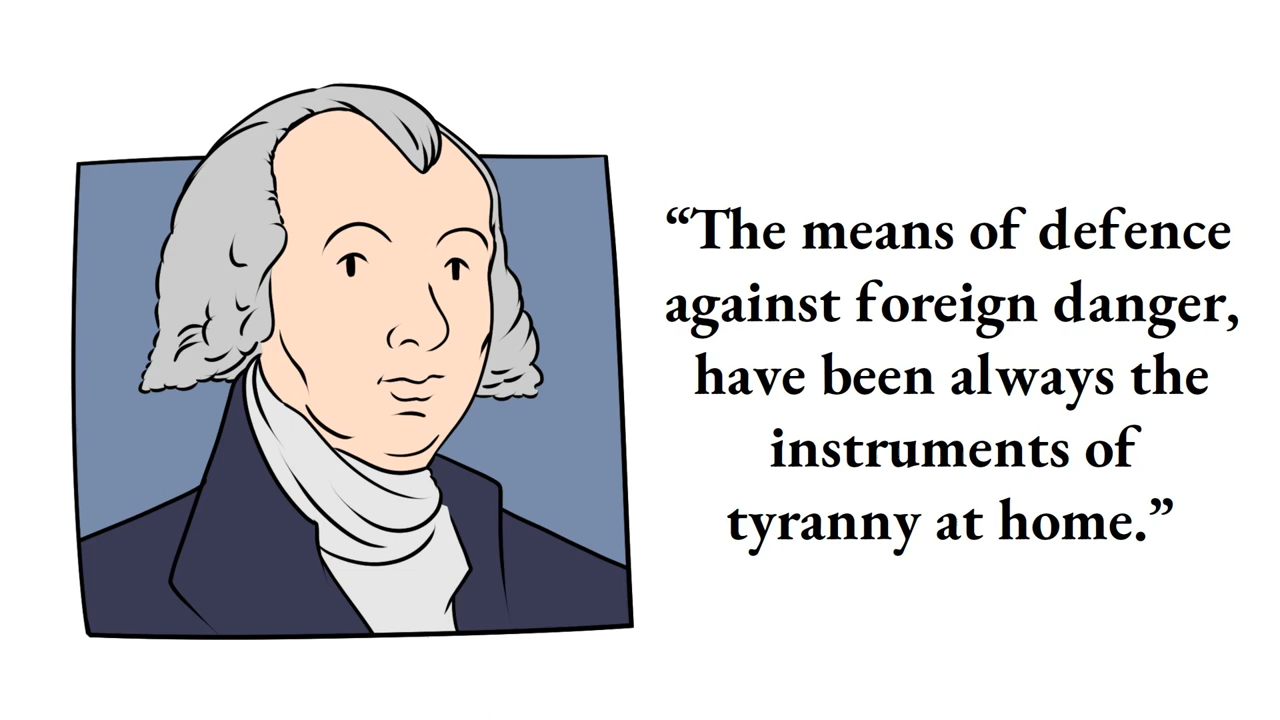 “The means of defence
against foreign danger,
have been always the
instruments of
tyranny at home.”